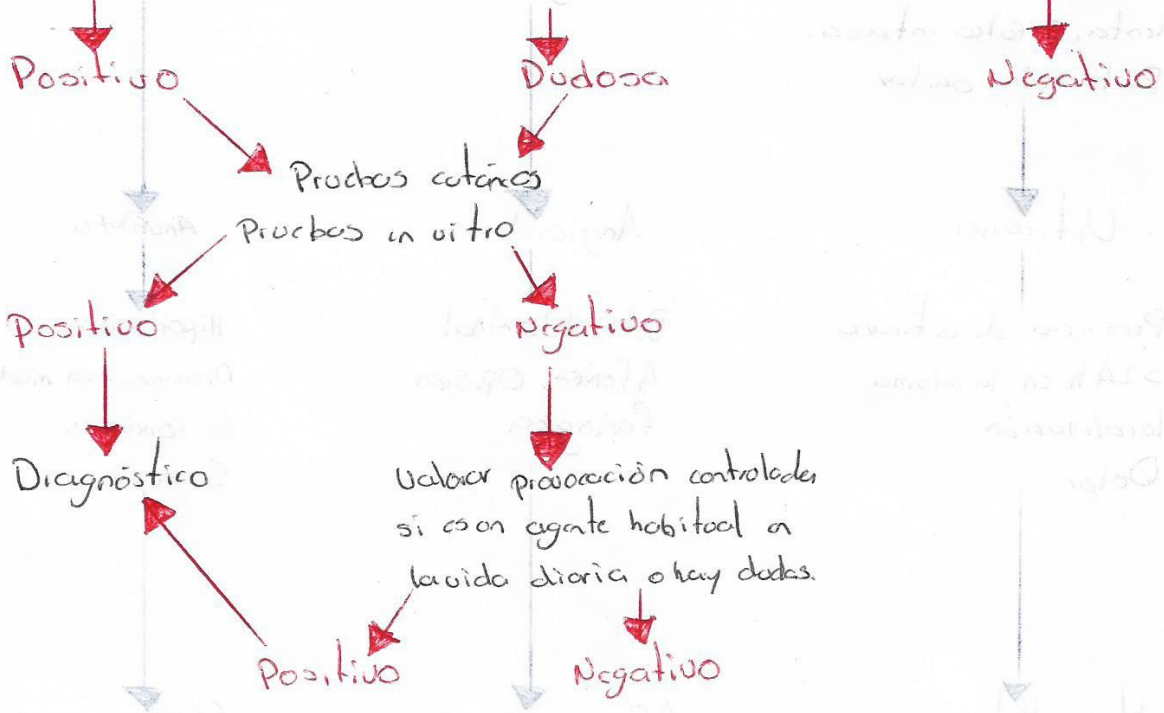 Positivo
Dudosa
Negativo
Pruebas cutáneas
Pruebas in vitro
Positivo
Negativo
Diagnóstico
Valorar provocación controlada
si es un agente habitual en
la vida diaria o hay dudas.
Positivo
Negativo